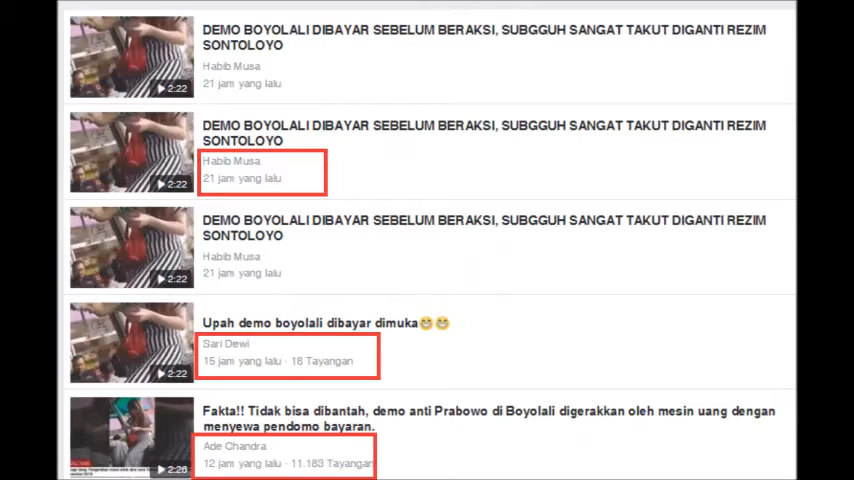 DEMO BOYOLALI DIBAYAR SEBELUM BERAKSI, SUBGGUH SANGAT TAKUT DIGANTI REZIM
SONTOLOYO
Habib Musa
21 jam yang lalu
2:22
DEMO BOYOLALI DIBAYAR SEBELUM BERAKSI, SUBGGUH SANGAT TAKUT DIGANTI REZIM
SONTOLOYO
Habib Musa
21 jam yang lalu
2:22
DEMO BOYOLALI DIBAYAR SEBELUM BERAKSI, SUBGGUH SANGAT TAKUT DIGANTI REZIM
SONTOLOYO
Habib Musa
21 jam yang lalu
2:22
Upah demo boyolali dibayar dimuka😁😁
Sari Dewi
15 jam yang lalu · 18 Tayangan
2:22
Fakta!! Tidak bisa dibantah, demo anti Prabowo di Boyolali digerakkan oleh mesin uang dengan
menyewa pendomo bayaran.
Ade Chandra
12 jam yang lalu · 11.183 Tayangan
2:26